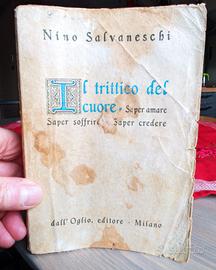 Nino Salvaneschi
Il trittico del
cuore • Saper amare
Saper soffrire • Saper credere
dall'Oglio, editore - Milano